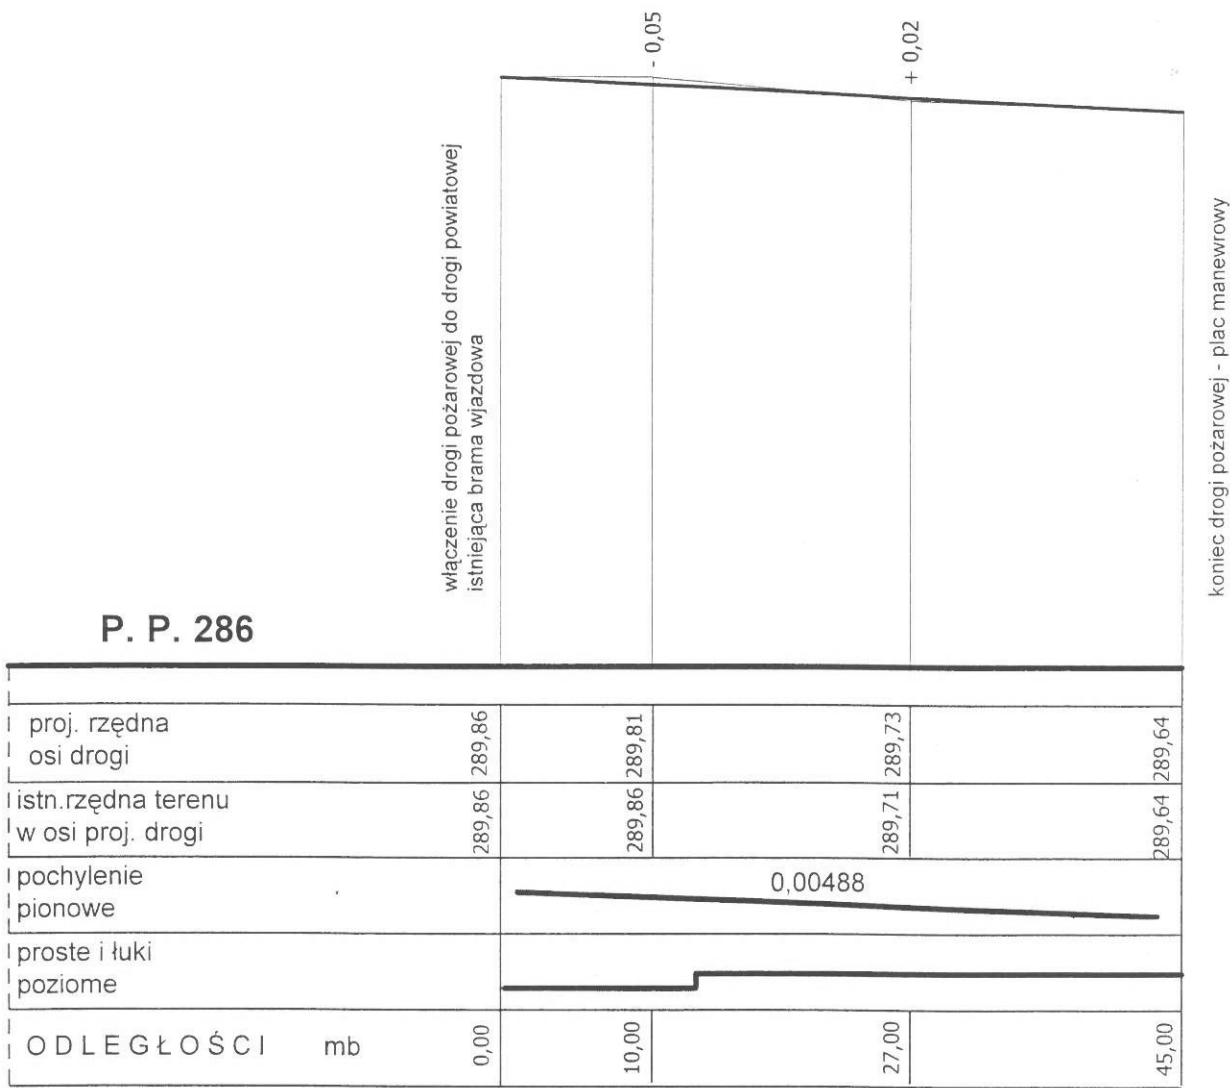 - 0,05
+ 0,02
włączenie drogi pożarowej do drogi powiatowej
istniejąca brama wjazdowa
koniec drogi pożarowej - plac manewrowy
P. P. 286
proj. rzędna
osi drogi
289,86
289,81
289,73
289,64
istn.rzędna terenu
w osi proj. drogi
289,86
289,86
289,71
289,64
pochylenie
pionowe
0,00488
proste i łuki
poziome
ODLEGŁOŚCI mb
0,00
10,00
27,00
45,00